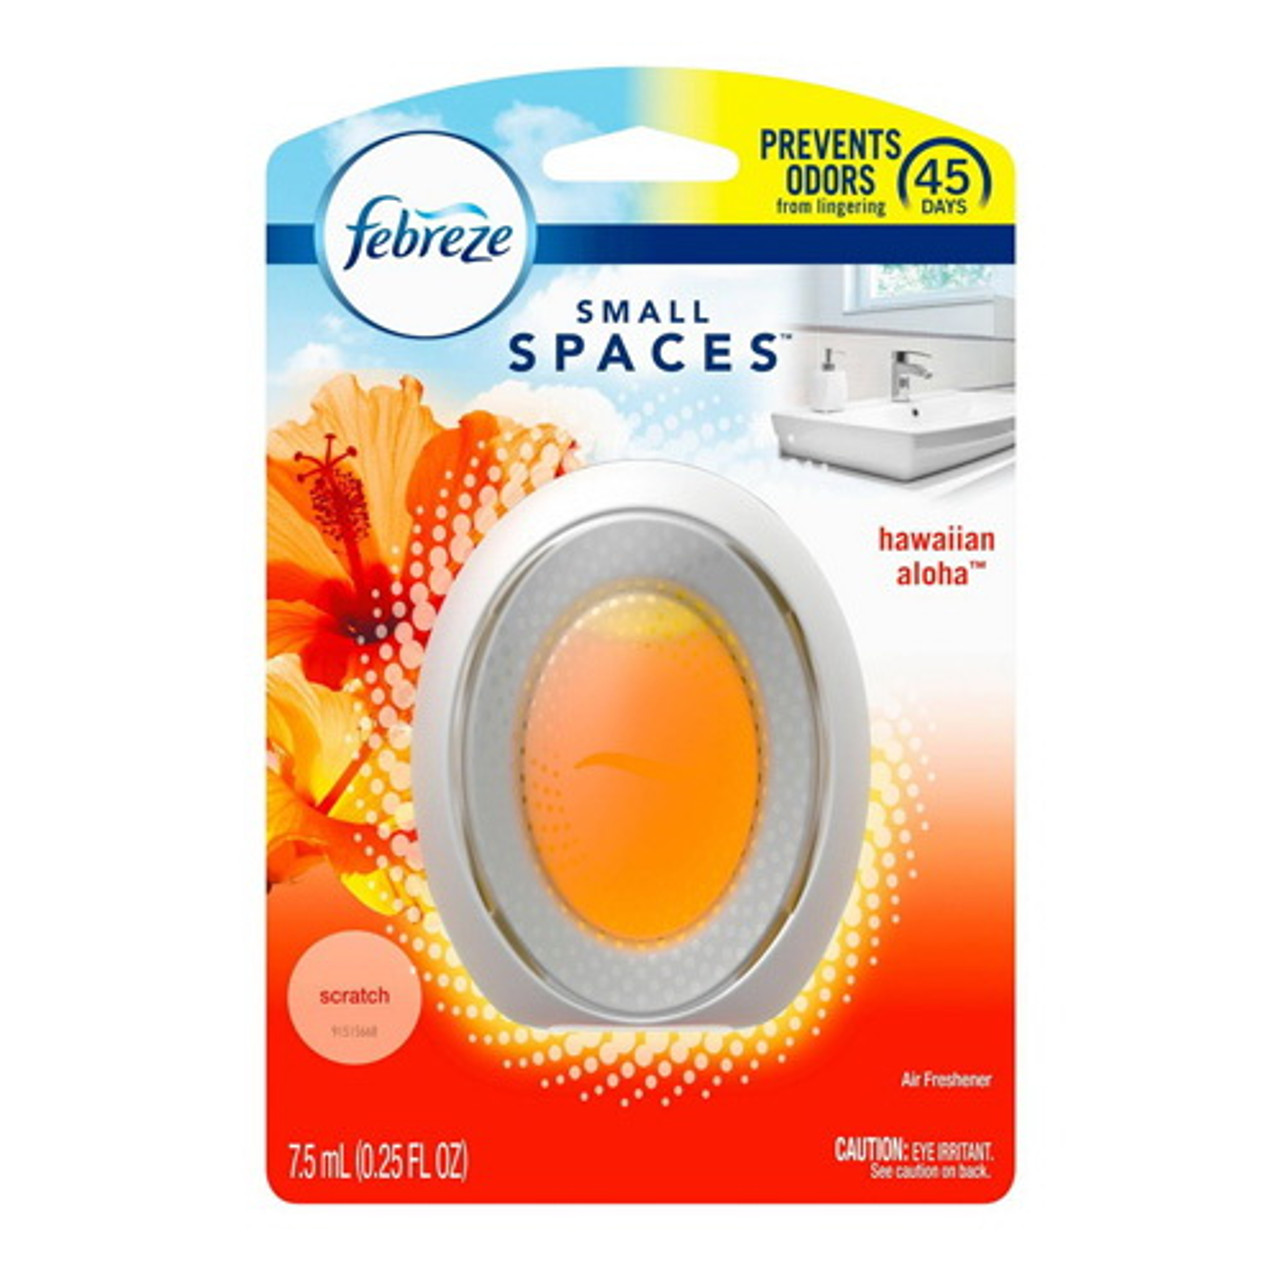 PREVENTS
ODORS
from lingering
45
DAYS
febreze
SMALL
SPACES™
hawaiian
aloha™
scratch
Air Freshener
7.5 mL (0.25 FL OZ)
CAUTION: EYE IRRITANT.
See caution on back.